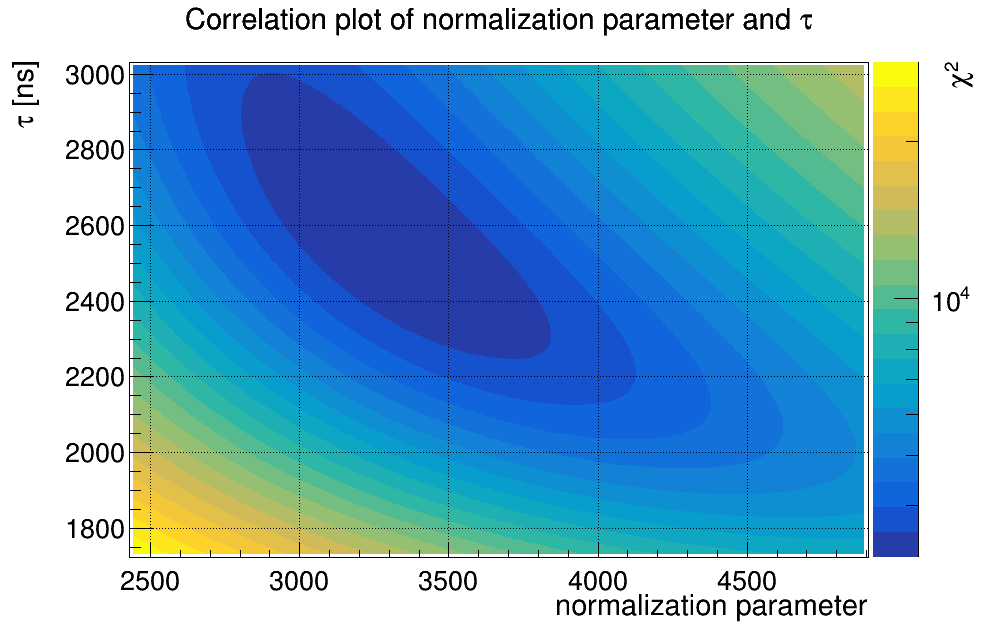 Correlation plot of normalization parameter and τ
τ [ns]
χ²
3000
2800
2600
2400
2200
2000
1800
10⁴
2500 3000 3500 4000 4500
normalization parameter